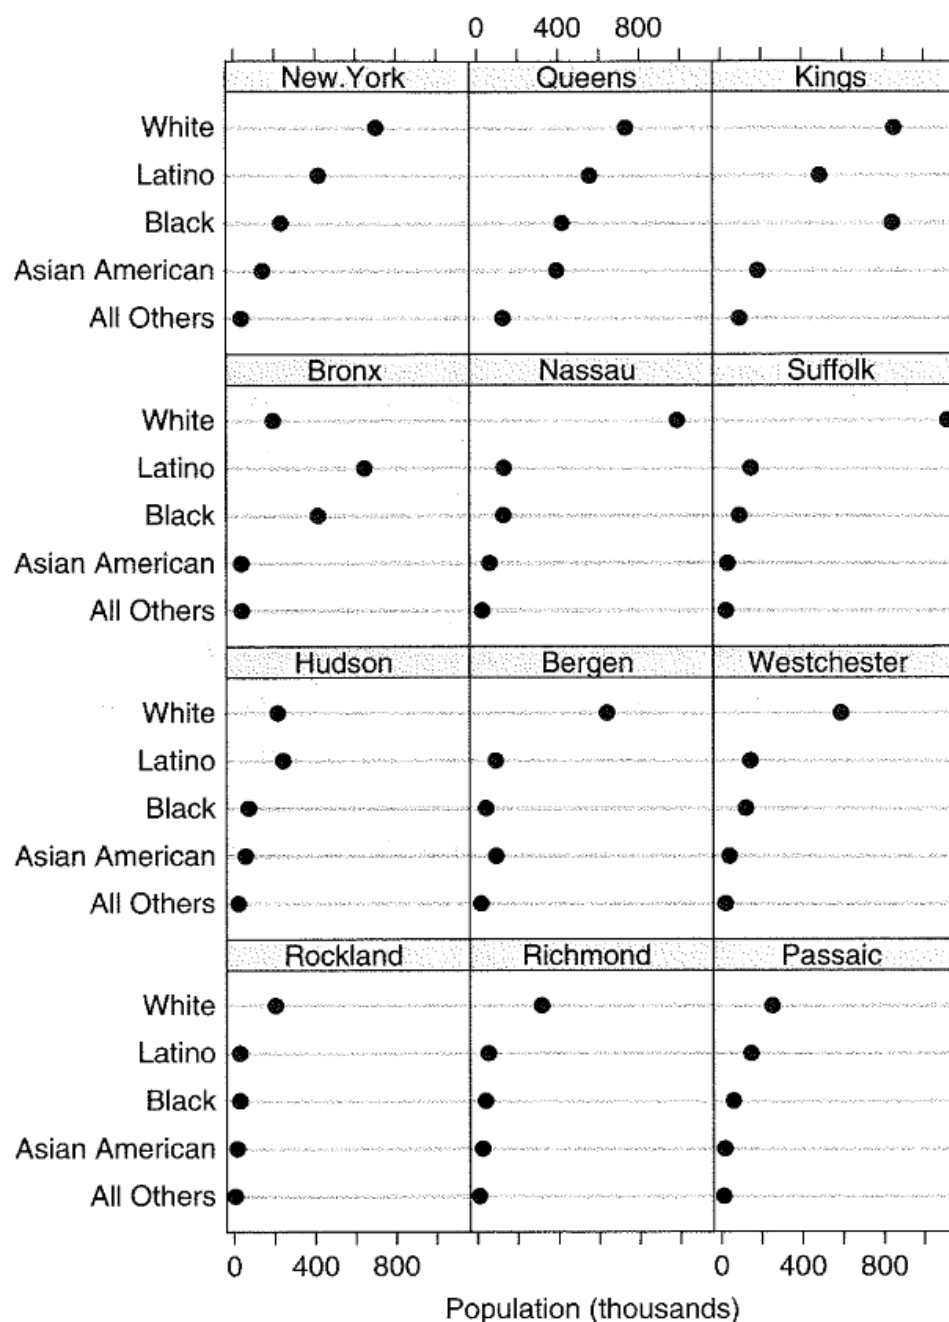 0 400 800
New.York Queens Kings
White
Latino
Black
Asian American
All Others
Bronx Nassau Suffolk
White
Latino
Black
Asian American
All Others
Hudson Bergen Westchester
White
Latino
Black
Asian American
All Others
Rockland Richmond Passaic
White
Latino
Black
Asian American
All Others
0 400 800 0 400 800
Population (thousands)